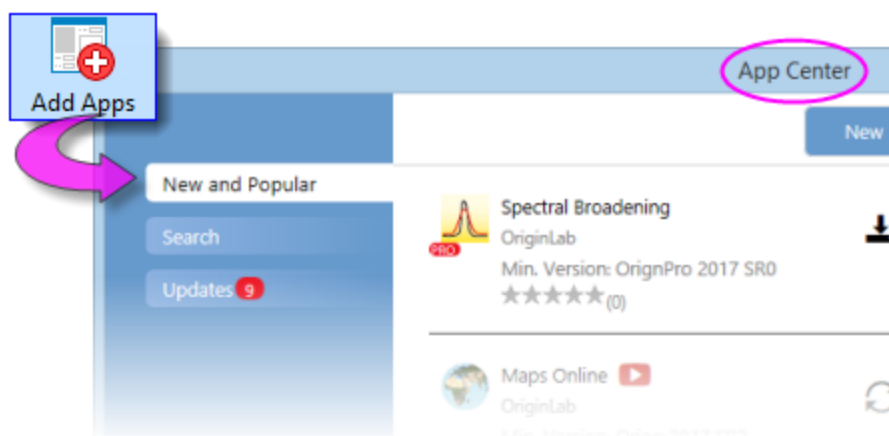 Add Apps
App Center
New
New and Popular
Search
Updates 9
Spectral Broadening
PRO
OriginLab
Min. Version: OrignPro 2017 SR0
(0)
Maps Online
OriginLab